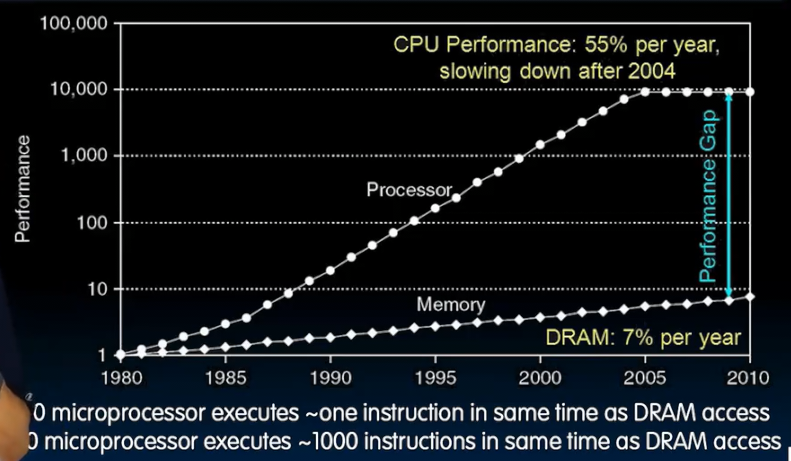 100,000
CPU Performance: 55% per year,
slowing down after 2004
10,000
1,000
Performance
Processor
Performance Gap
100
10
Memory
DRAM: 7% per year
1
1980 1985 1990 1995 2000 2005 2010
0 microprocessor executes ~one instruction in same time as DRAM access
0 microprocessor executes ~1000 instructions in same time as DRAM access